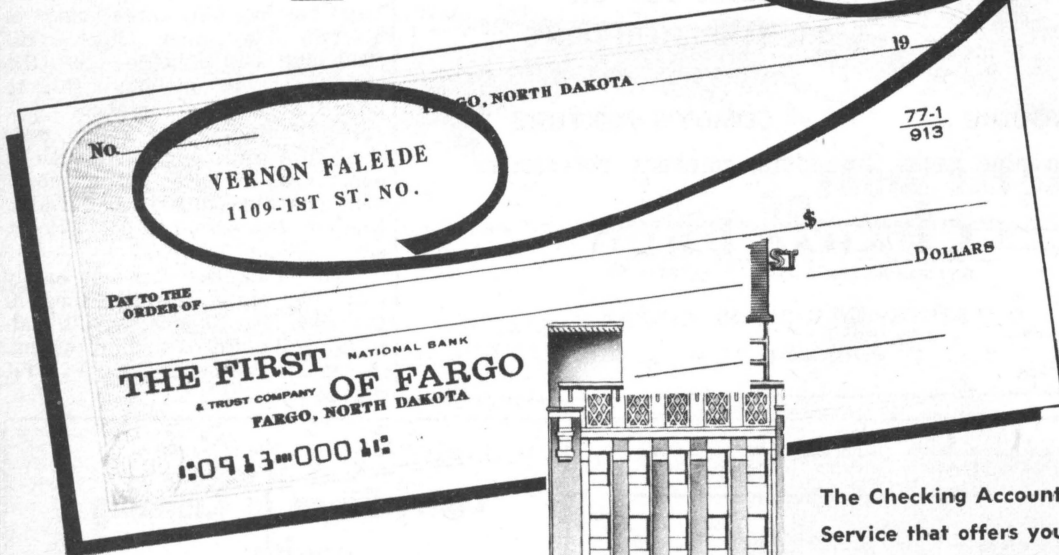 19
FARGO, NORTH DAKOTA
77-1
913
No.
VERNON FALEIDE
1109-1ST ST. NO.
$
1ST
DOLLARS
PAY TO THE
ORDER OF
THE FIRST NATIONAL BANK
& TRUST COMPANY OF FARGO
FARGO, NORTH DAKOTA
⑆0913⑉0001⑆
The Checking Account
Service that offers you